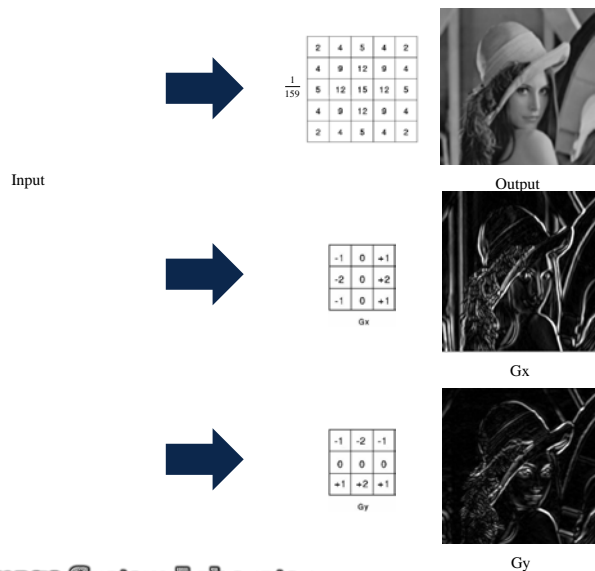 2 4 5 4 2
4 9 12 9 4
1
159
5 12 15 12 5
4 9 12 9 4
2 4 5 4 2
Input
Output
-1 0 +1
-2 0 +2
-1 0 +1
Gx
Gx
-1 -2 -1
0 0 0
+1 +2 +1
Gy
Gy